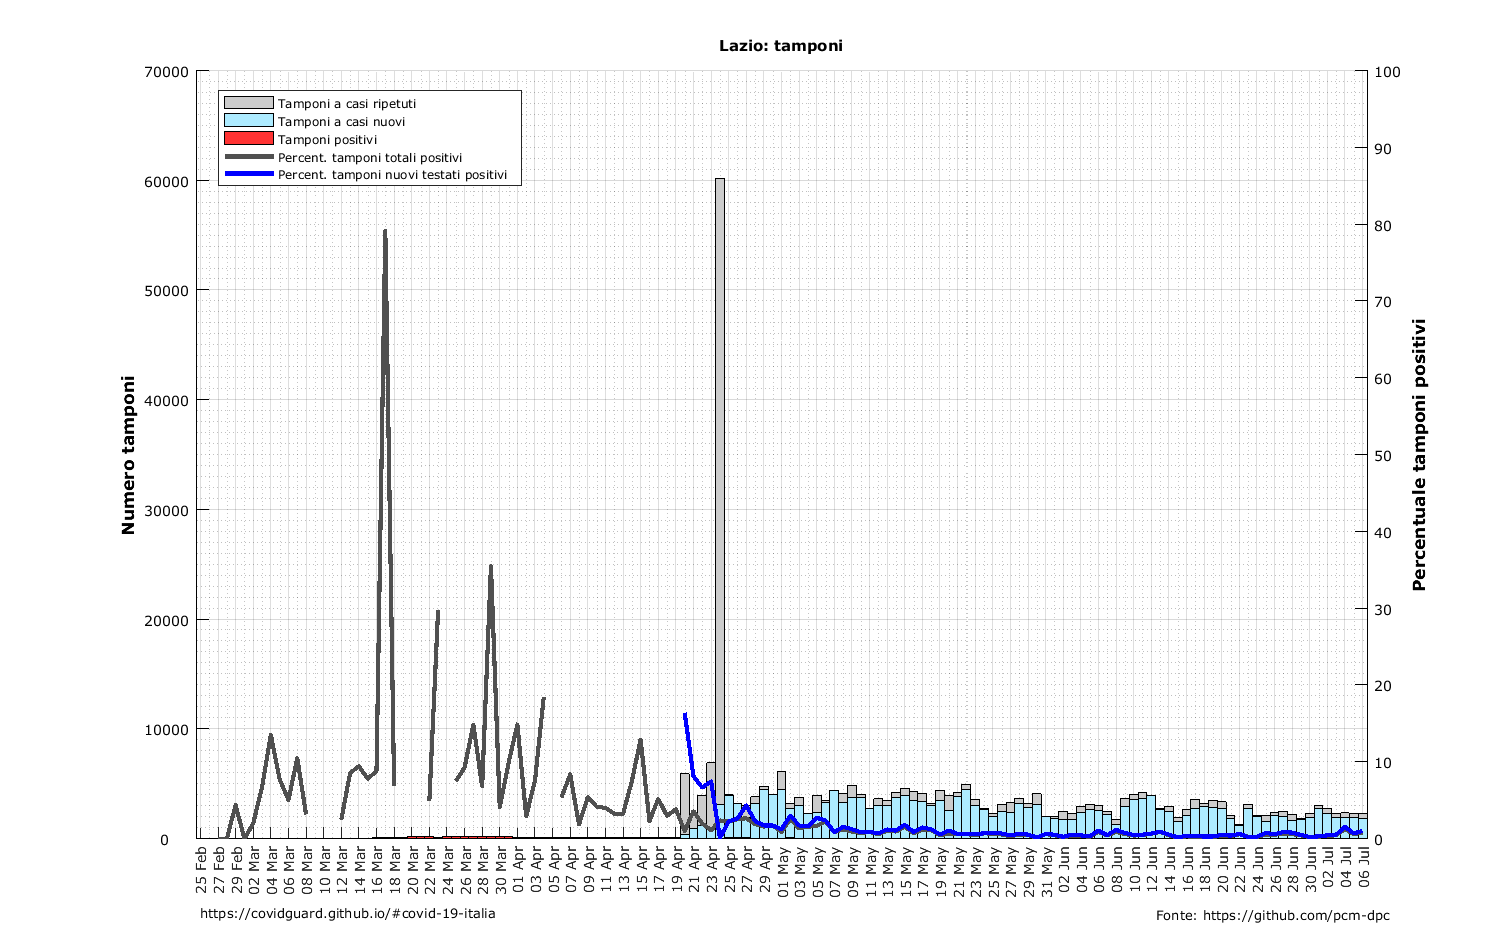 Lazio: tamponi
70000
60000
50000
40000
30000
20000
10000
0
Numero tamponi
Tamponi a casi ripetuti
Tamponi a casi nuovi
Tamponi positivi
Percent. tamponi totali positivi
Percent. tamponi nuovi testati positivi
100
90
80
70
60
50
40
30
20
10
0
Percentuale tamponi positivi
25 Feb
27 Feb
29 Feb
02 Mar
04 Mar
06 Mar
08 Mar
10 Mar
12 Mar
14 Mar
16 Mar
18 Mar
20 Mar
22 Mar
24 Mar
26 Mar
28 Mar
30 Mar
01 Apr
03 Apr
05 Apr
07 Apr
09 Apr
11 Apr
13 Apr
15 Apr
17 Apr
19 Apr
21 Apr
23 Apr
25 Apr
27 Apr
29 Apr
01 May
03 May
05 May
07 May
09 May
11 May
13 May
15 May
17 May
19 May
21 May
23 May
25 May
27 May
29 May
31 May
02 Jun
04 Jun
06 Jun
08 Jun
10 Jun
12 Jun
14 Jun
16 Jun
18 Jun
20 Jun
22 Jun
24 Jun
26 Jun
28 Jun
30 Jun
02 Jul
04 Jul
06 Jul
https://covidguard.github.io/#covid-19-italia
Fonte: https://github.com/pcm-dpc